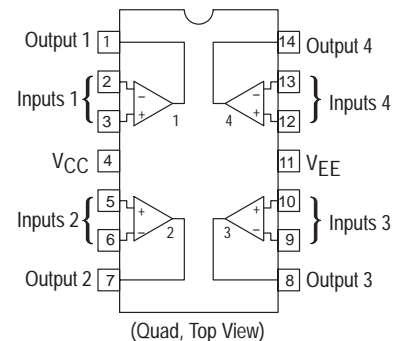 Output 1 1 14 Output 4
Inputs 1 { 2 − − 13 } Inputs 4
3 + 1 4 + 12
VCC 4 11 VEE
Inputs 2 { 5 + + 10 } Inputs 3
6 − 2 3 − 9
Output 2 7 8 Output 3
(Quad, Top View)